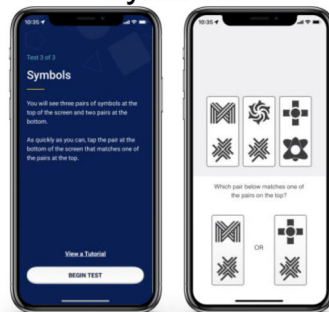 10:35
Test 3 of 3
Symbols
You will see three pairs of symbols at the
top of the screen and two pairs at the
bottom.
As quickly as you can, tap the pair at the
bottom of the screen that matches one of
the pairs at the top.
View a Tutorial
BEGIN TEST
10:35
Which pair below matches one of
the pairs on the top?
OR